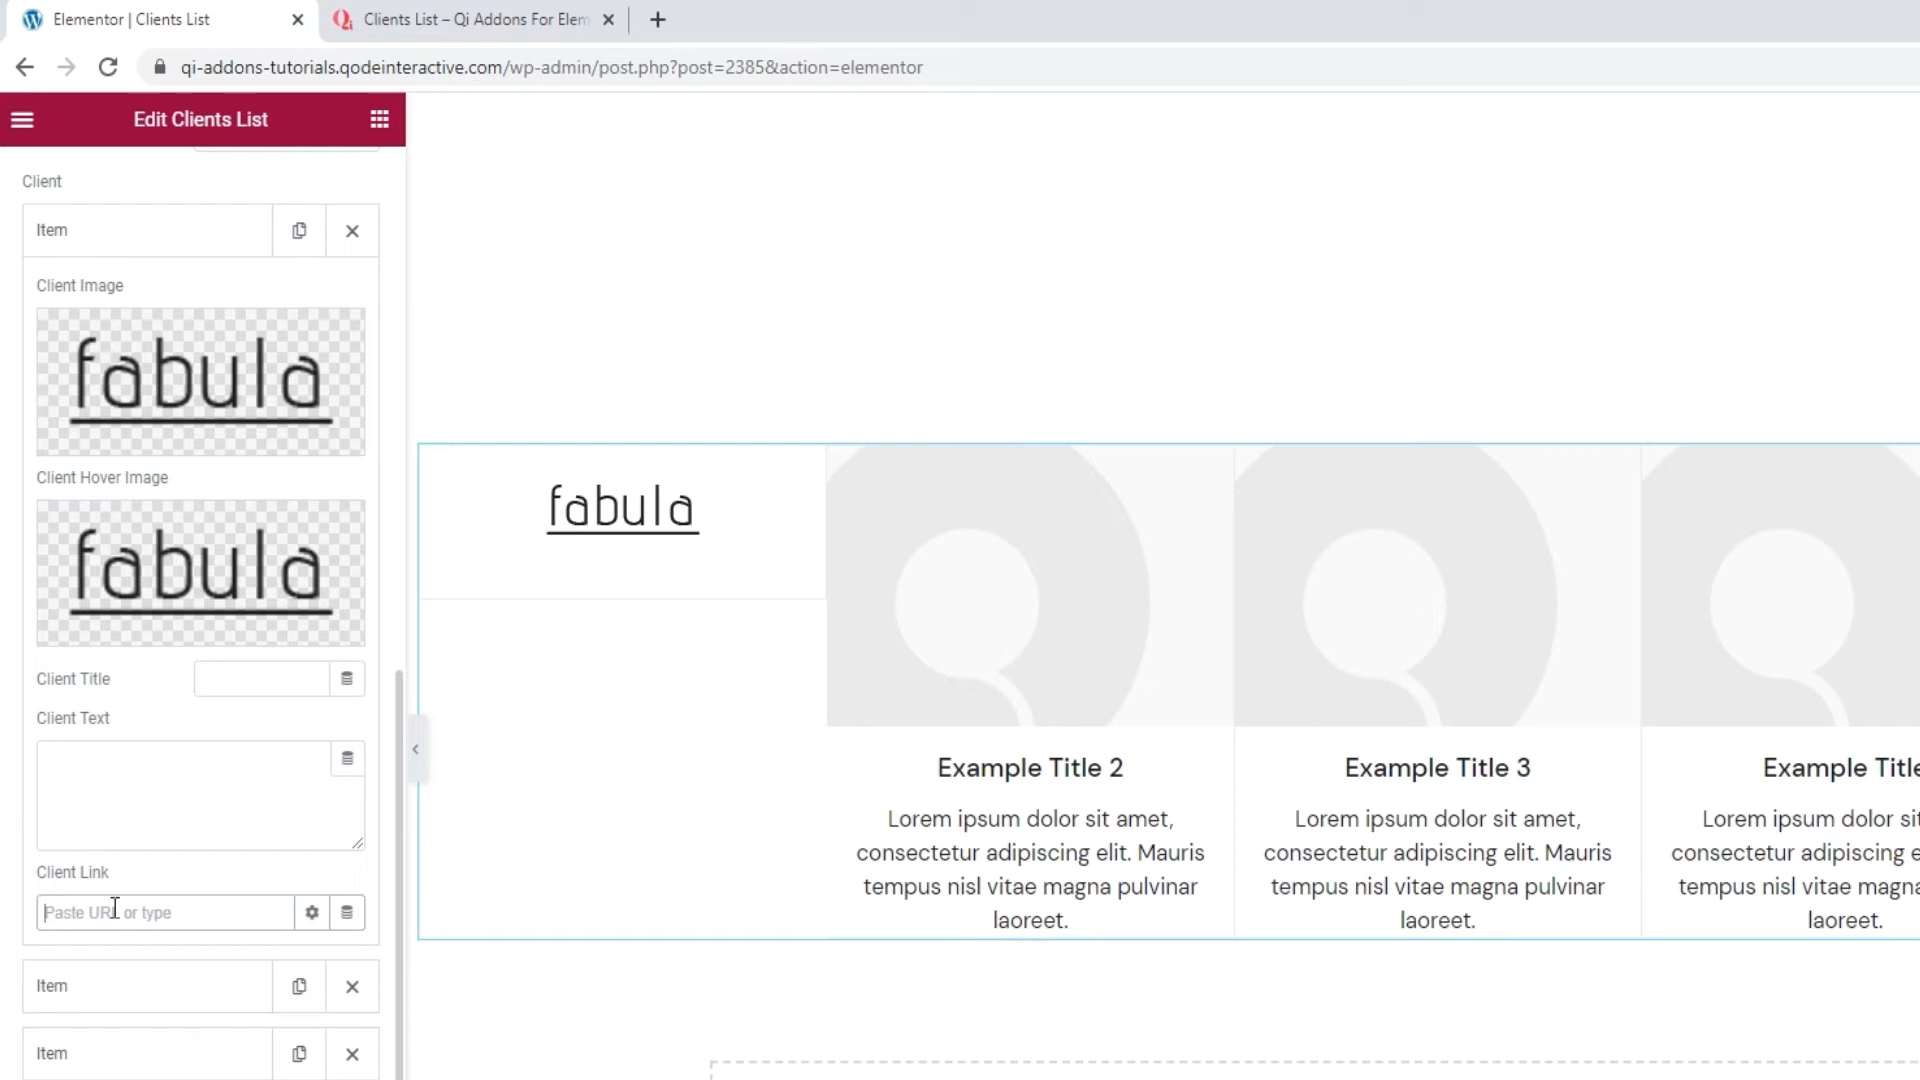 Elementor | Clients List
Clients List – Qi Addons For Elem
qi-addons-tutorials.qodeinteractive.com/wp-admin/post.php?post=2385&action=elementor
Edit Clients List
Client
Item
Client Image
fabula
Client Hover Image
fabula
Client Title
Client Text
Client Link
Paste URL or type
Item
Item
fabula
Example Title 2
Lorem ipsum dolor sit amet,
consectetur adipiscing elit. Mauris
tempus nisl vitae magna pulvinar
laoreet.
Example Title 3
Lorem ipsum dolor sit amet,
consectetur adipiscing elit. Mauris
tempus nisl vitae magna pulvinar
laoreet.
Example Title
Lorem ipsum dolor sit
consectetur adipiscing e
tempus nisl vitae magna
laoreet.